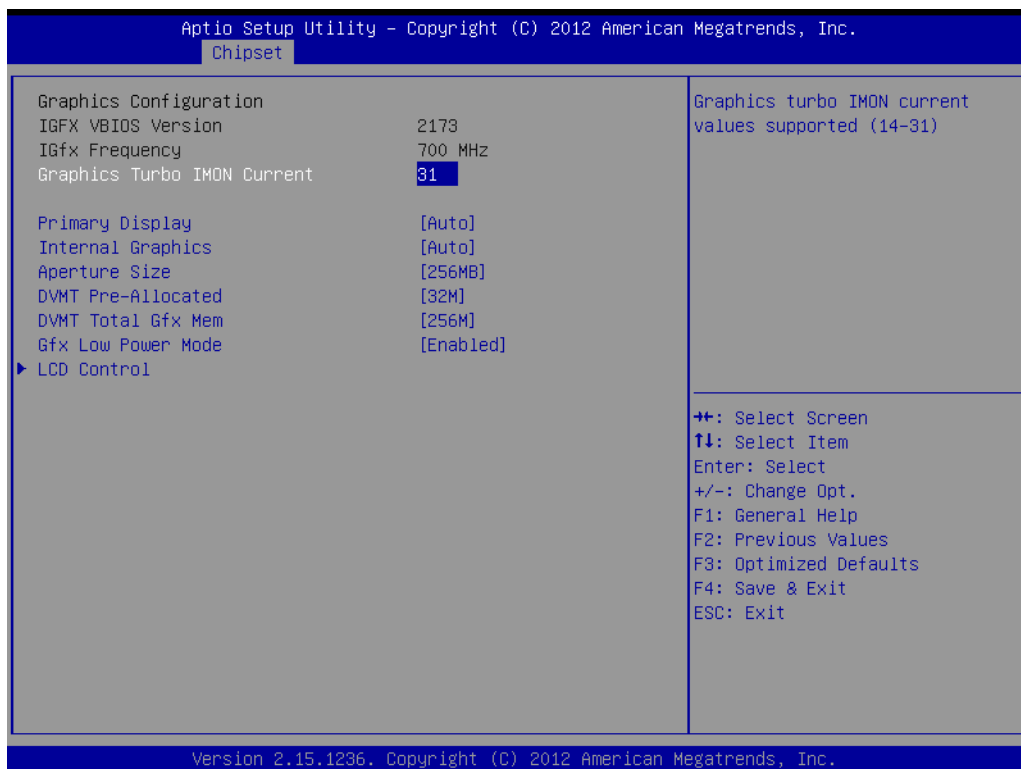 Aptio Setup Utility – Copyright (C) 2012 American Megatrends, Inc.
Chipset
Graphics Configuration
IGFX VBIOS Version 2173
IGfx Frequency 700 MHz
Graphics Turbo IMON Current 31
Primary Display [Auto]
Internal Graphics [Auto]
Aperture Size [256MB]
DVMT Pre-Allocated [32M]
DVMT Total Gfx Mem [256M]
Gfx Low Power Mode [Enabled]
▶ LCD Control
Graphics turbo IMON current
values supported (14-31)
→←: Select Screen
↑↓: Select Item
Enter: Select
+/-: Change Opt.
F1: General Help
F2: Previous Values
F3: Optimized Defaults
F4: Save & Exit
ESC: Exit
Version 2.15.1236. Copyright (C) 2012 American Megatrends, Inc.